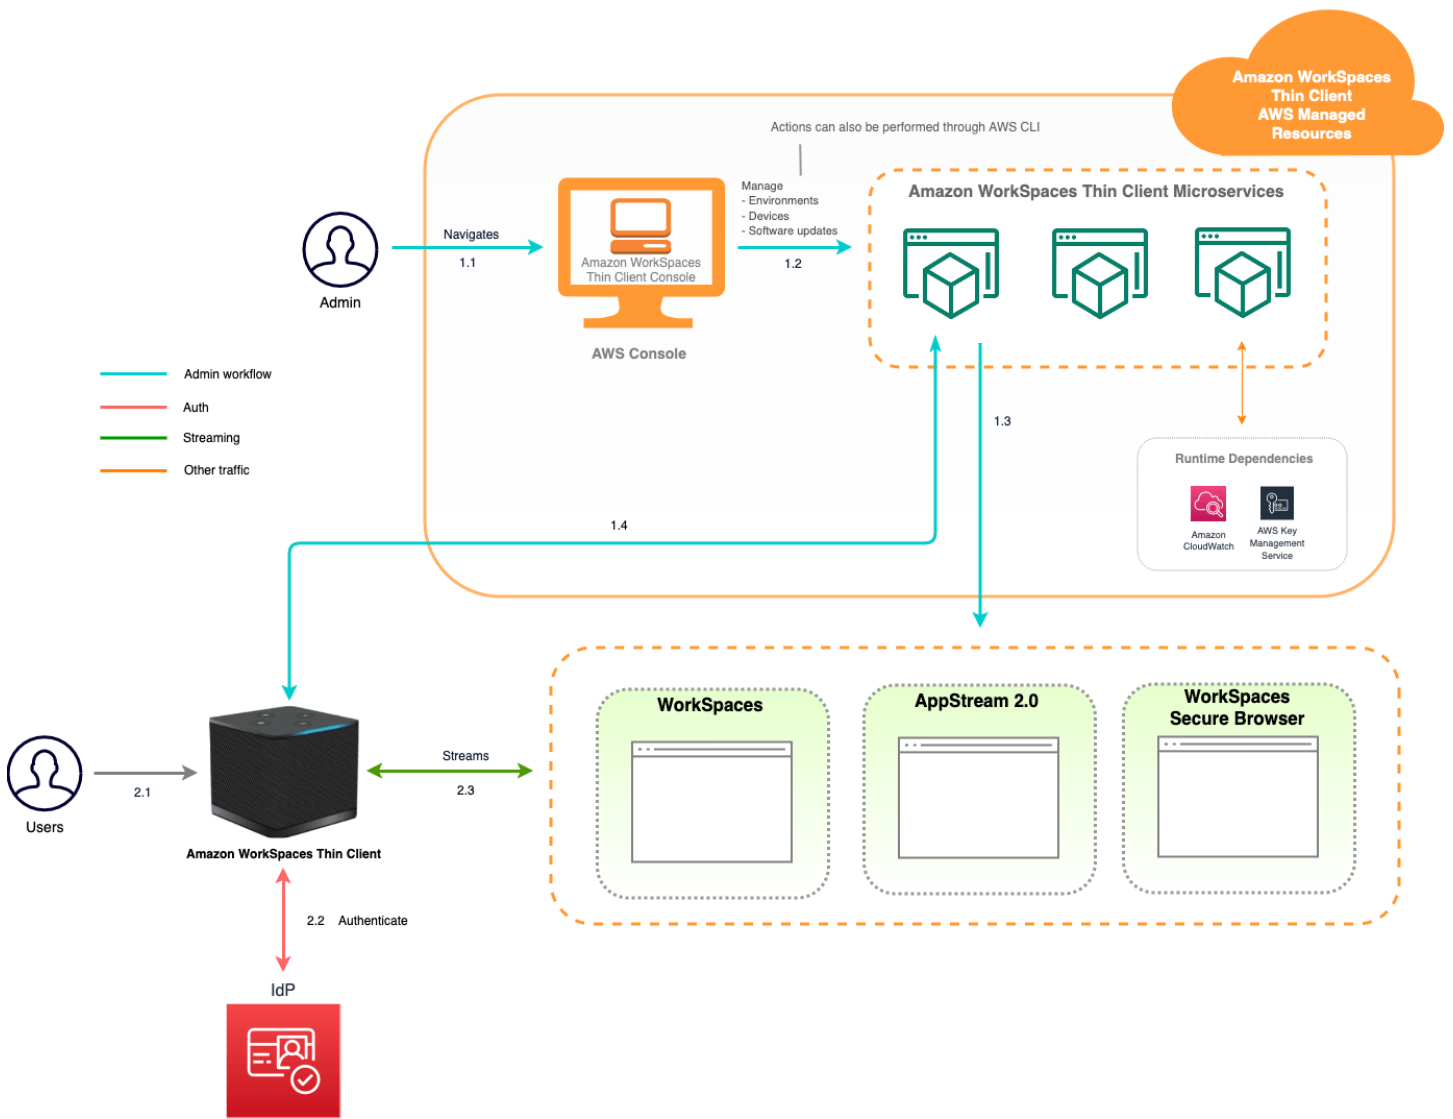 Amazon WorkSpaces
Thin Client
AWS Managed
Resources
Actions can also be performed through AWS CLI
Manage
- Environments
- Devices
- Software updates
Amazon WorkSpaces Thin Client Microservices
Navigates
1.1
1.2
Amazon WorkSpaces
Thin Client Console
Admin
AWS Console
Admin workflow
Auth
Streaming
Other traffic
1.3
Runtime Dependencies
Amazon
CloudWatch
AWS Key
Management
Service
1.4
WorkSpaces
AppStream 2.0
WorkSpaces
Secure Browser
Streams
2.3
2.1
Users
Amazon WorkSpaces Thin Client
2.2 Authenticate
IdP